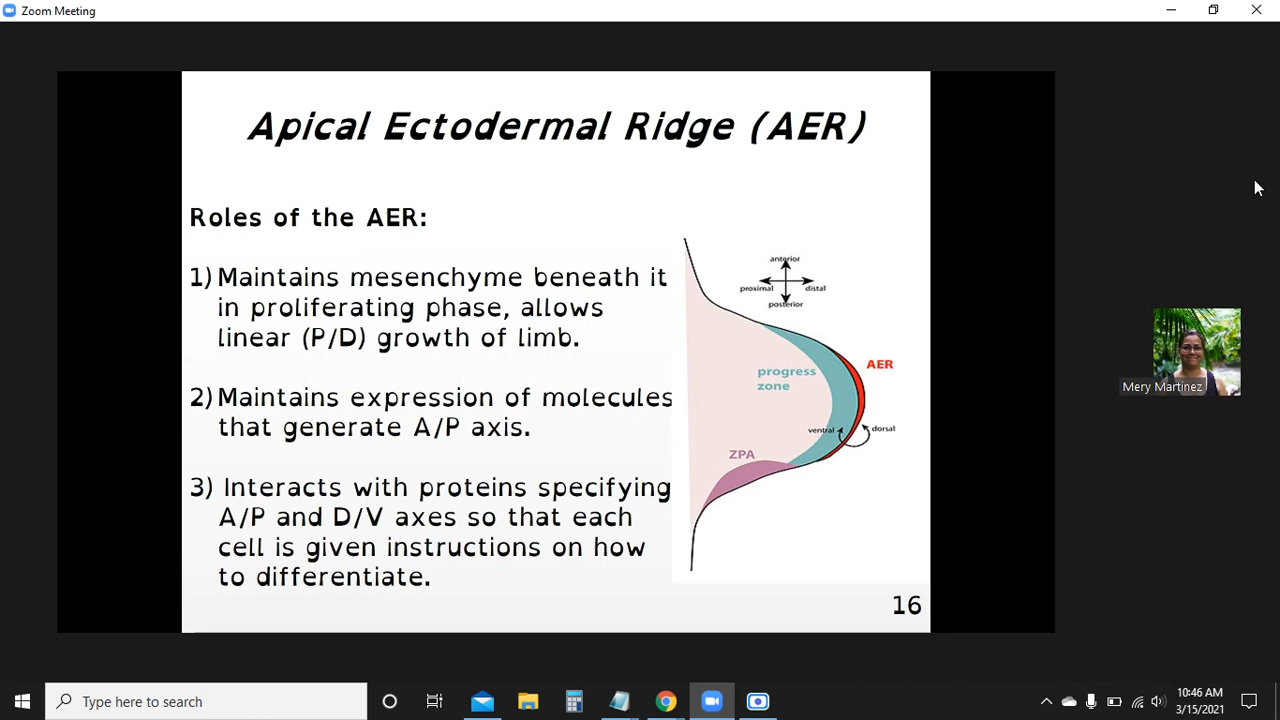 Zoom Meeting
Apical Ectodermal Ridge (AER)
Roles of the AER:
1) Maintains mesenchyme beneath it
in proliferating phase, allows
linear (P/D) growth of limb.
2) Maintains expression of molecules
that generate A/P axis.
3) Interacts with proteins specifying
A/P and D/V axes so that each
cell is given instructions on how
to differentiate.
anterior
proximal distal
posterior
AER
progress
zone
ventral dorsal
ZPA
16
Mery Martinez
Type here to search
10:46 AM
3/15/2021